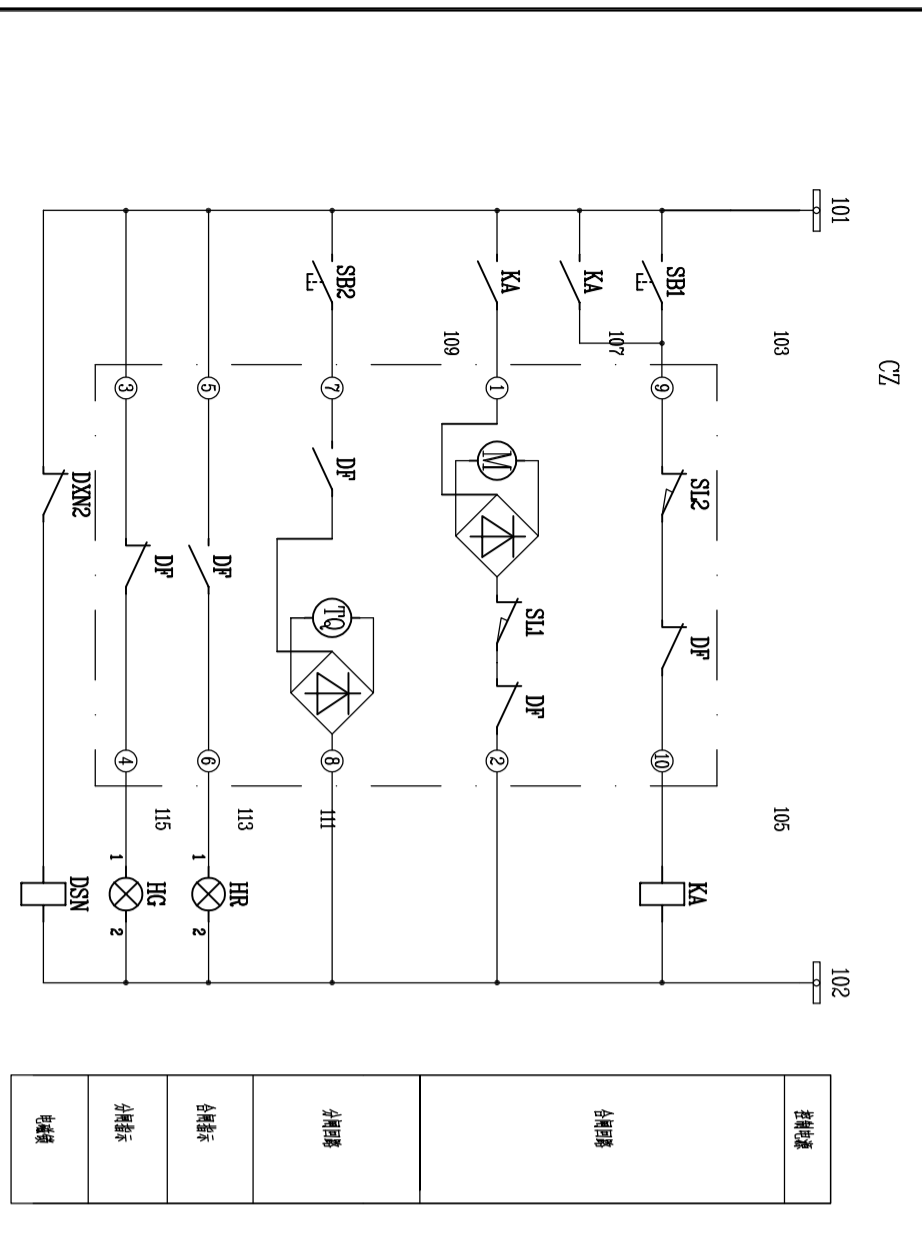 CZ
101
102
控制电源
SB1
103
9
SL2
DF
10
105
KA
KA
107
合闸回路
KA
109
1
M
SL1
DF
2
SB2
7
DF
TQ
8
111
分闸回路
5
DF
6
113
1
HR
2
合闸指示
3
DF
4
115
1
HG
2
分闸指示
DXN2
DSN
电磁锁